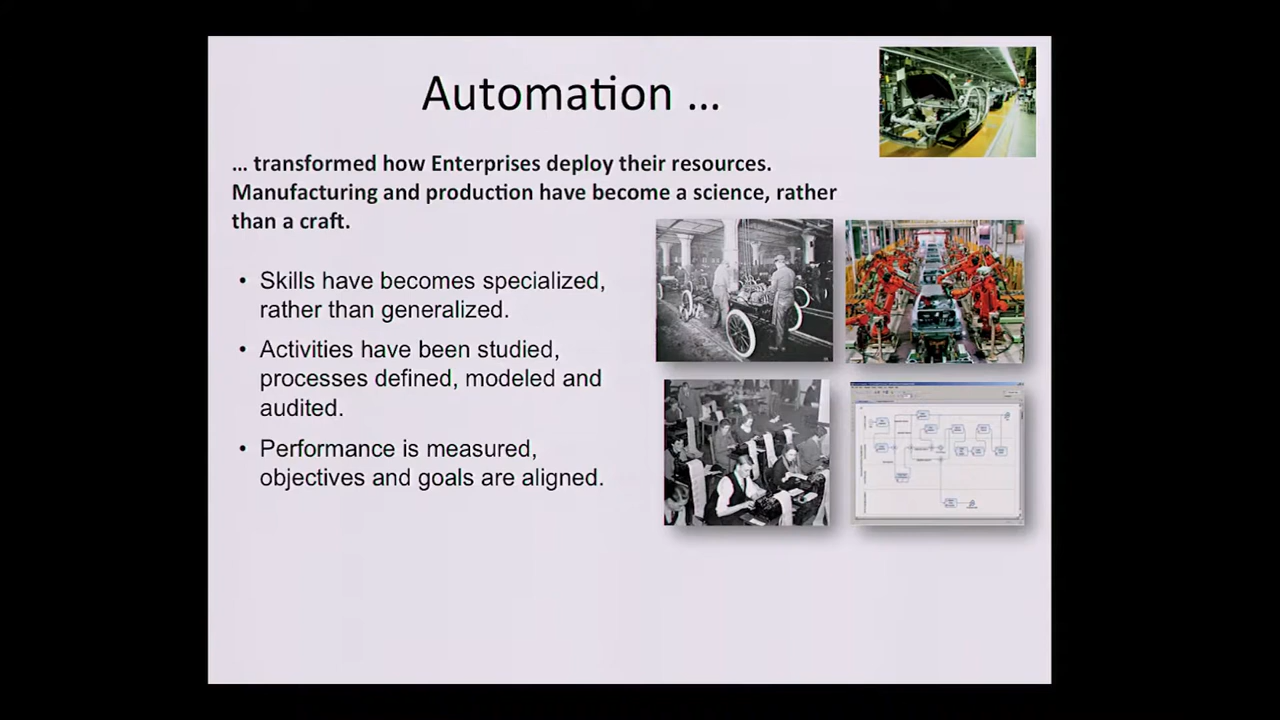 Automation ...
... transformed how Enterprises deploy their resources.
Manufacturing and production have become a science, rather
than a craft.
• Skills have becomes specialized,
rather than generalized.
• Activities have been studied,
processes defined, modeled and
audited.
• Performance is measured,
objectives and goals are aligned.